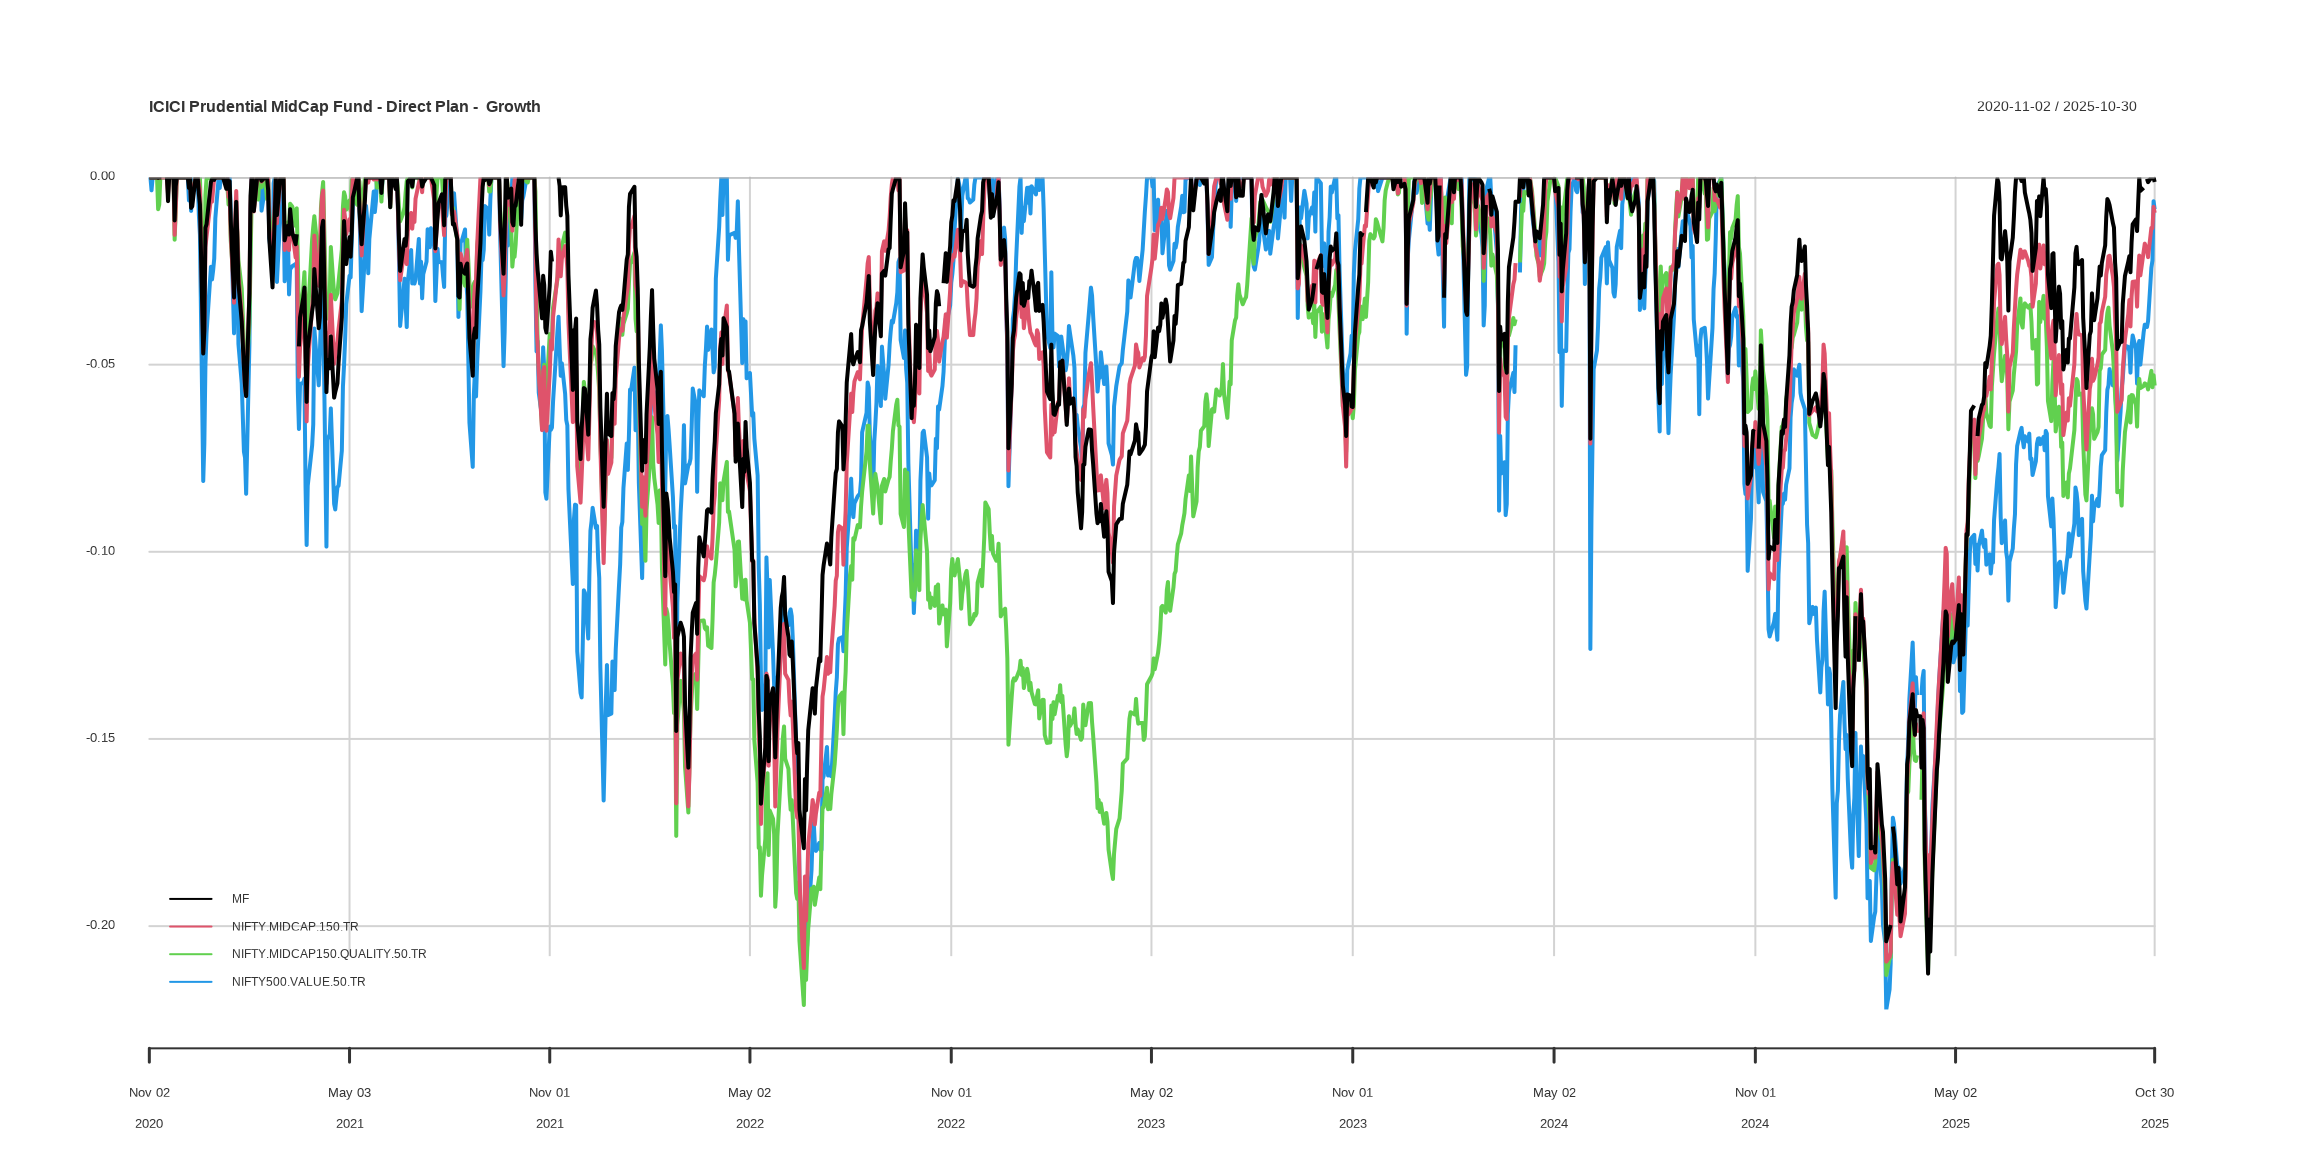 ICICI Prudential MidCap Fund - Direct Plan -  Growth
2020-11-02 / 2025-10-30
0.00
-0.05
-0.10
-0.15
-0.20
MF
NIFTY.MIDCAP.150.TR
NIFTY.MIDCAP150.QUALITY.50.TR
NIFTY500.VALUE.50.TR
Nov 02 May 03 Nov 01 May 02 Nov 01 May 02 Nov 01 May 02 Nov 01 May 02 Oct 30
2020 2021 2021 2022 2022 2023 2023 2024 2024 2025 2025